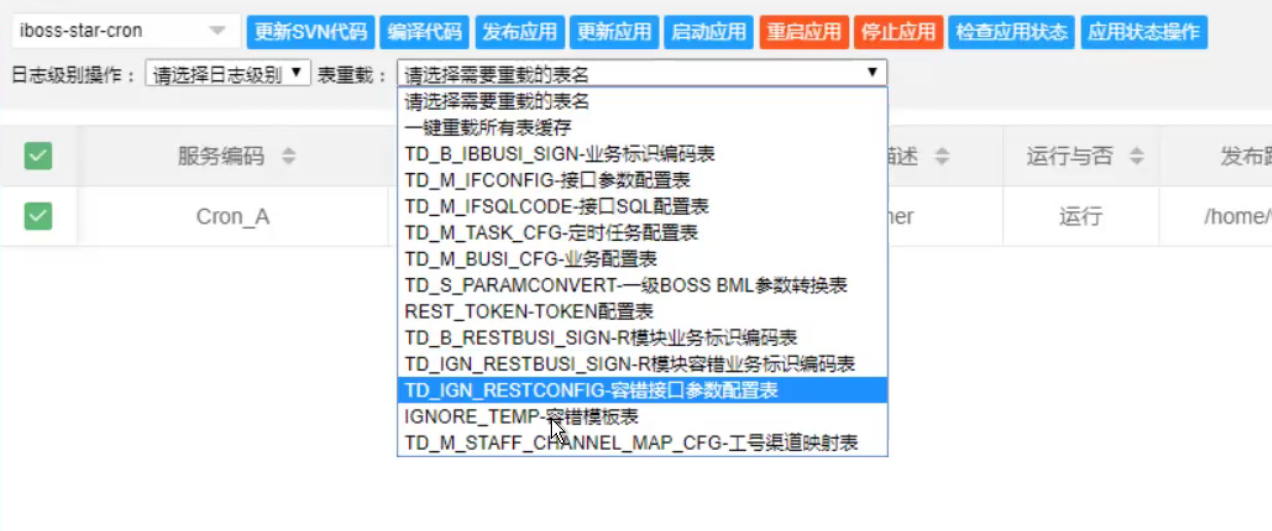 iboss-star-cron 更新SVN代码 编译代码 发布应用 更新应用 启动应用 重启应用 停止应用 检查应用状态 应用状态操作
日志级别操作： 请选择日志级别 表重载： 请选择需要重载的表名
请选择需要重载的表名
一键重载所有表缓存
TD_B_IBBUSI_SIGN-业务标识编码表
TD_M_IFCONFIG-接口参数配置表
TD_M_IFSQLCODE-接口SQL配置表
TD_M_TASK_CFG-定时任务配置表
TD_M_BUSI_CFG-业务配置表
TD_S_PARAMCONVERT-一级BOSS BML参数转换表
REST_TOKEN-TOKEN配置表
TD_B_RESTBUSI_SIGN-R模块业务标识编码表
TD_IGN_RESTBUSI_SIGN-R模块容错业务标识编码表
TD_IGN_RESTCONFIG-容错接口参数配置表
IGNORE_TEMP-容错模板表
TD_M_STAFF_CHANNEL_MAP_CFG-工号渠道映射表
服务编码 描述 运行与否 发布路
Cron_A ner 运行 /home/